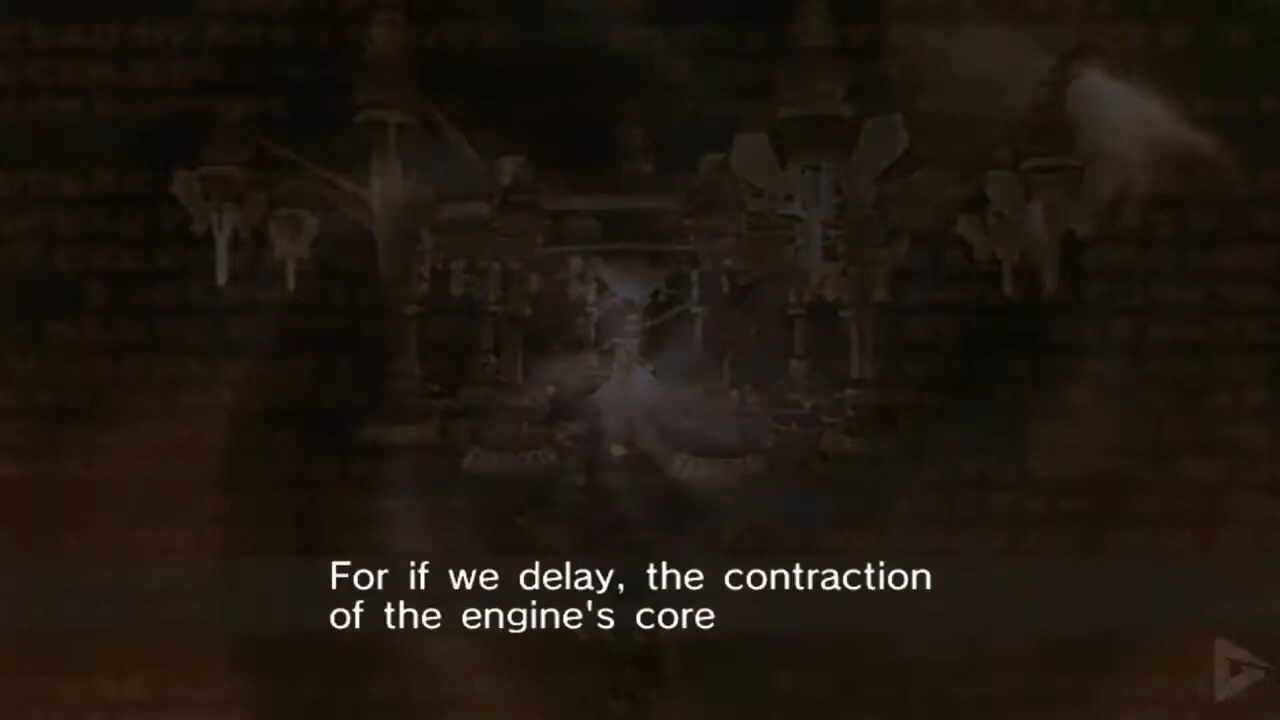 For if we delay, the contraction
of the engine's core